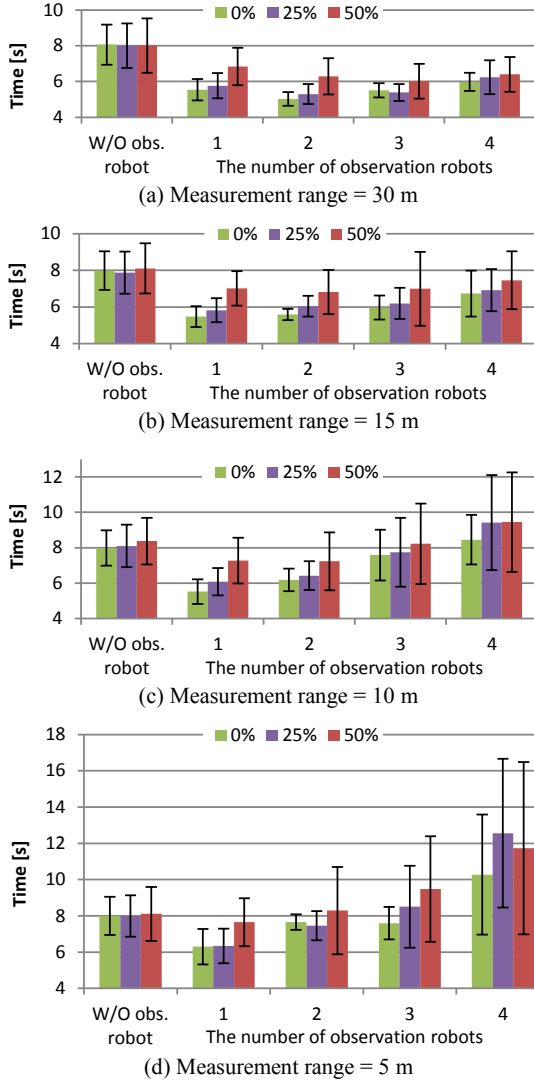 0% 25% 50%
10
8
6
4
Time [s]
W/O obs. robot 1 2 3 4
The number of observation robots
(a) Measurement range = 30 m
0% 25% 50%
10
8
6
4
Time [s]
W/O obs. robot 1 2 3 4
The number of observation robots
(b) Measurement range = 15 m
0% 25% 50%
12
10
8
6
4
Time [s]
W/O obs. robot 1 2 3 4
The number of observation robots
(c) Measurement range = 10 m
0% 25% 50%
18
16
14
12
10
8
6
4
Time [s]
W/O obs. robot 1 2 3 4
The number of observation robots
(d) Measurement range = 5 m